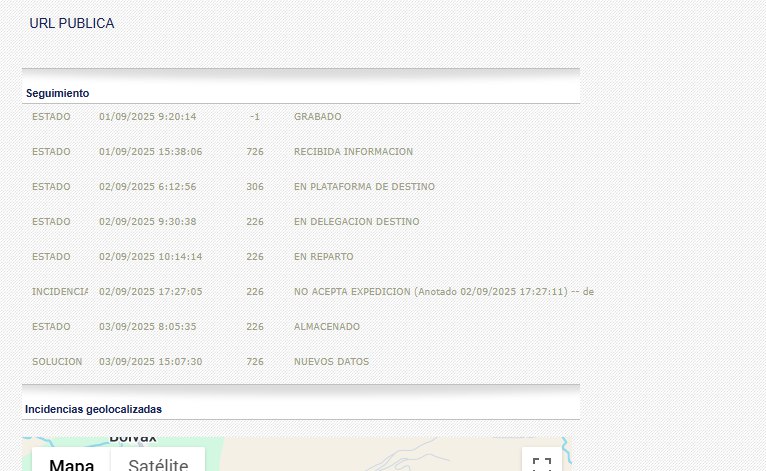 URL PUBLICA
Seguimiento
ESTADO 01/09/2025 9:20:14 -1 GRABADO
ESTADO 01/09/2025 15:38:06 726 RECIBIDA INFORMACION
ESTADO 02/09/2025 6:12:56 306 EN PLATAFORMA DE DESTINO
ESTADO 02/09/2025 9:30:38 226 EN DELEGACION DESTINO
ESTADO 02/09/2025 10:14:14 226 EN REPARTO
INCIDENCIA 02/09/2025 17:27:05 226 NO ACEPTA EXPEDICION (Anotado 02/09/2025 17:27:11) -- de
ESTADO 03/09/2025 8:05:35 226 ALMACENADO
SOLUCION 03/09/2025 15:07:30 726 NUEVOS DATOS
Incidencias geolocalizadas
Mapa Satélite